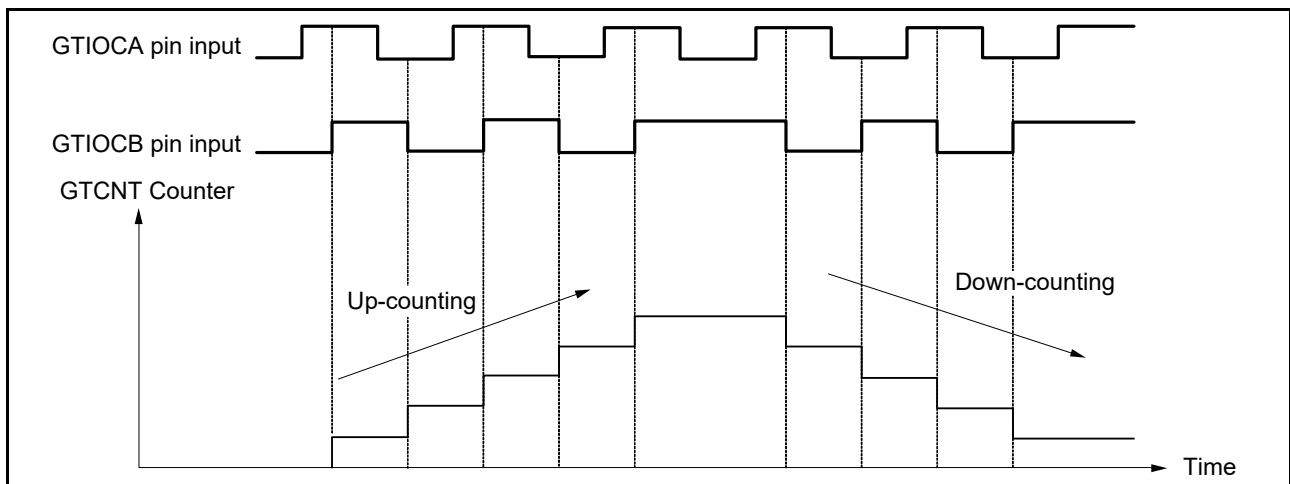 GTIOCA pin input
GTIOCB pin input
GTCNT Counter
Up-counting
Down-counting
Time